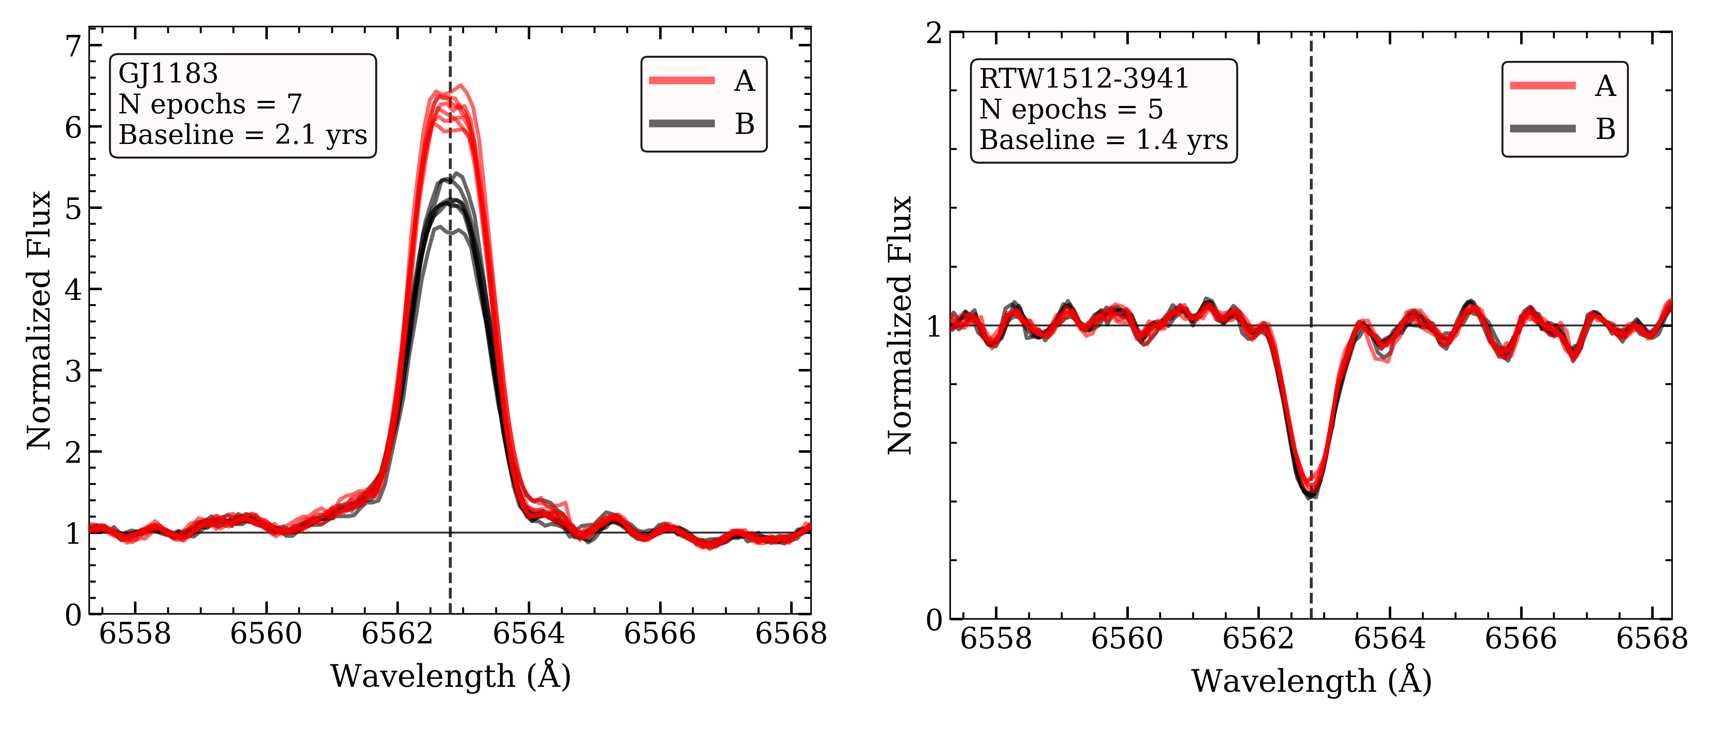 GJ1183
N epochs = 7
Baseline = 2.1 yrs
A
B
Normalized Flux
7
6
5
4
3
2
1
0
6558 6560 6562 6564 6566 6568
Wavelength (Å)
RTW1512-3941
N epochs = 5
Baseline = 1.4 yrs
A
B
Normalized Flux
2
1
0
6558 6560 6562 6564 6566 6568
Wavelength (Å)